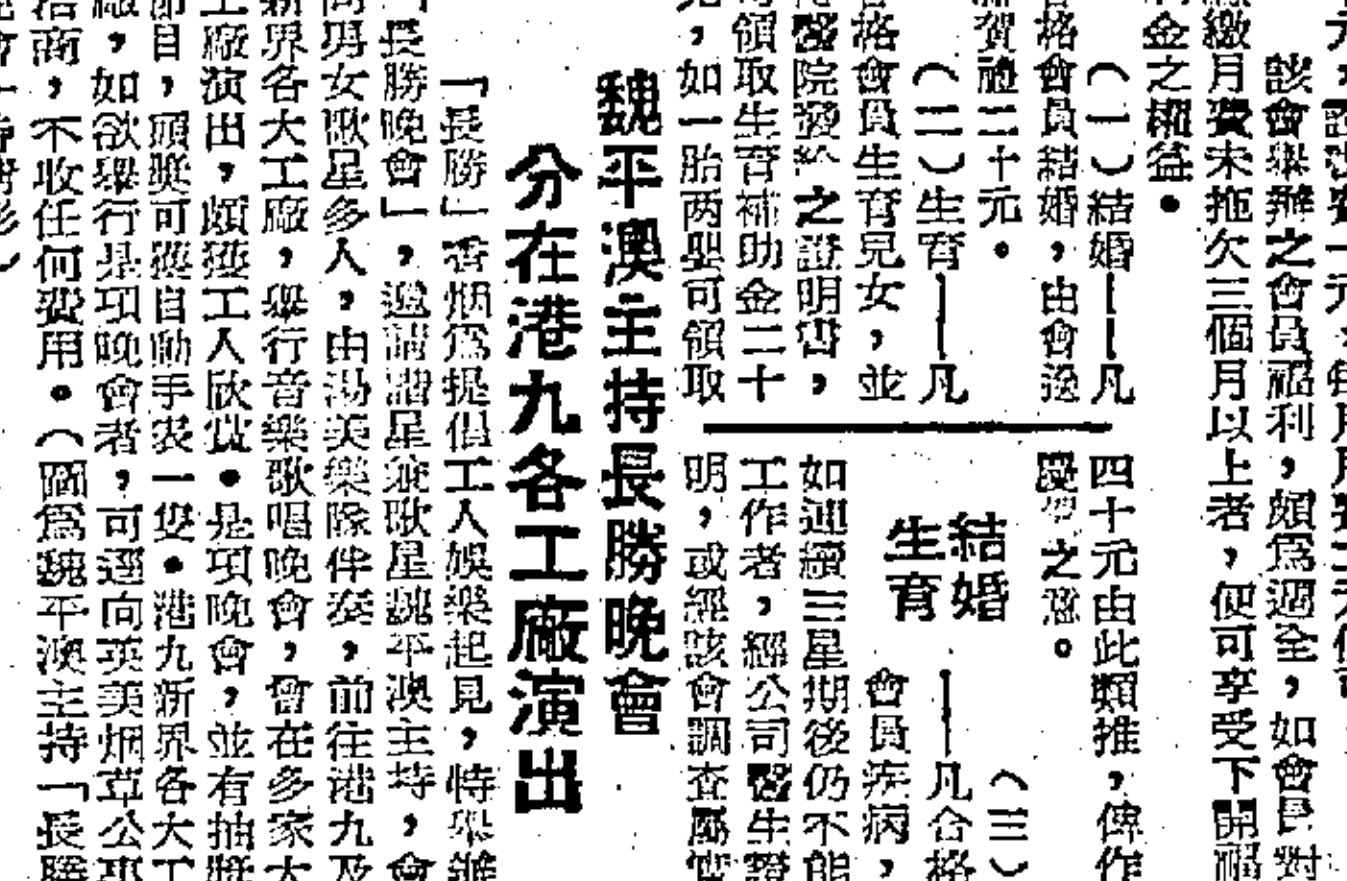 元，
該會舉辦之會員福利，頗爲週全，如會員對
繳月費未拖欠三個月以上者，便可享受下開福
利金之權益。
（一）結婚——凡
合格會員結婚，由會送
賀禮二十元。
（二）生育——凡
合格會員生育兒女，並
醫院發給之證明書，
領取生育補助金二十
，如一胎两嬰可領取
四十元由此類推，俾作
慶之意。
（三）
結婚
生育
——凡合格
會員疾病，
如連續三星期後仍不能
工作者，經公司醫生證
明，或經該會調查屬實
魏平澳主持長勝晚會
分在港九各工廠演出
「長勝」香烟爲提倡工人娛樂起見，特舉辦
「長勝晚會」，邀請諧星兼歌星魏平澳主持，會
同男女歌星多人，由湯美樂隊伴奏，前往港九及
新界各大工廠，舉行音樂歌唱晚會，曾在多家大
工廠演出，頗獲工人欣賞。是項晚會，並有抽獎
節目，頭獎可獲自動手表一隻。港九新界各大工
廠，如欲舉行是項晚會者，可逕向英美烟草公司
洽商，不收任何費用。（圖爲魏平澳主持「長勝